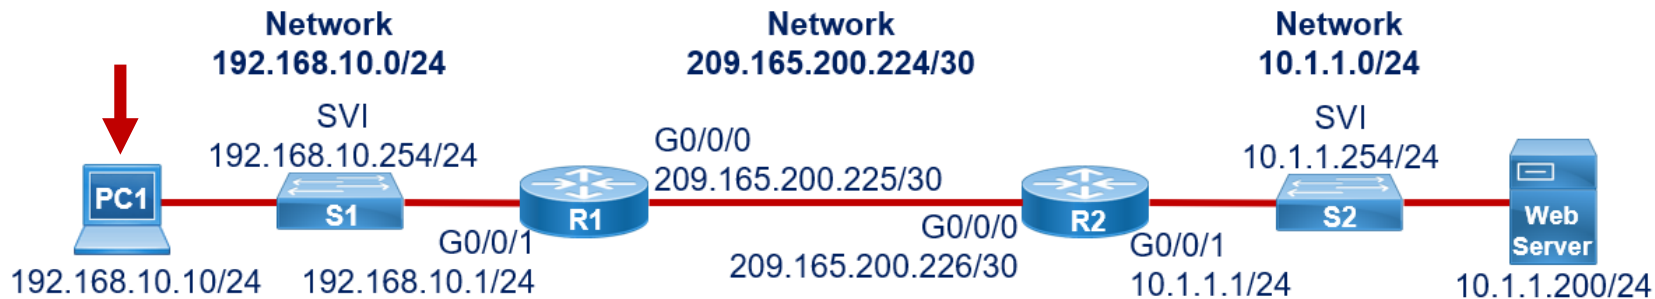 Network
192.168.10.0/24
Network
209.165.200.224/30
Network
10.1.1.0/24
SVI
192.168.10.254/24
G0/0/0
209.165.200.225/30
SVI
10.1.1.254/24
PC1
S1
R1
R2
S2
Web
Server
G0/0/1
192.168.10.1/24
G0/0/0
209.165.200.226/30
G0/0/1
10.1.1.1/24
192.168.10.10/24
10.1.1.200/24